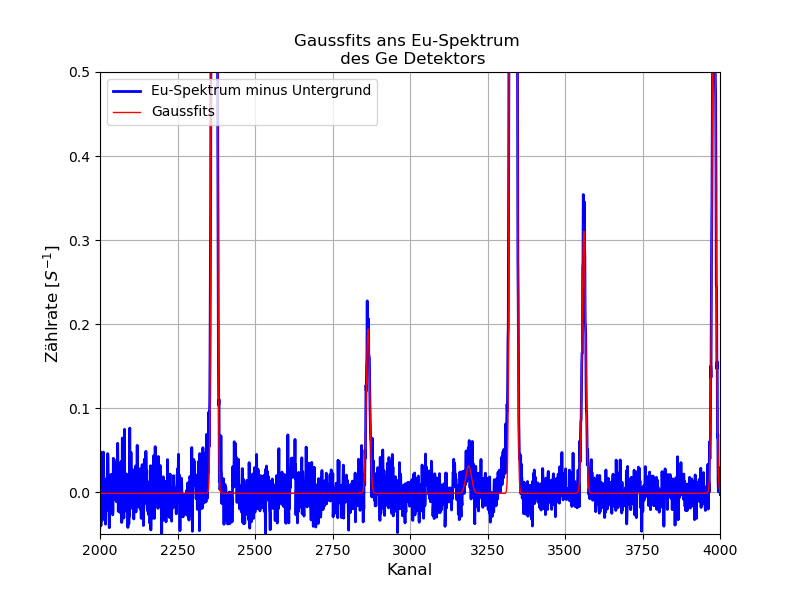 Gaussfits ans Eu-Spektrum
des Ge Detektors
Eu-Spektrum minus Untergrund
Gaussfits
Zählrate [S⁻¹]
0.5
0.4
0.3
0.2
0.1
0.0
2000 2250 2500 2750 3000 3250 3500 3750 4000
Kanal